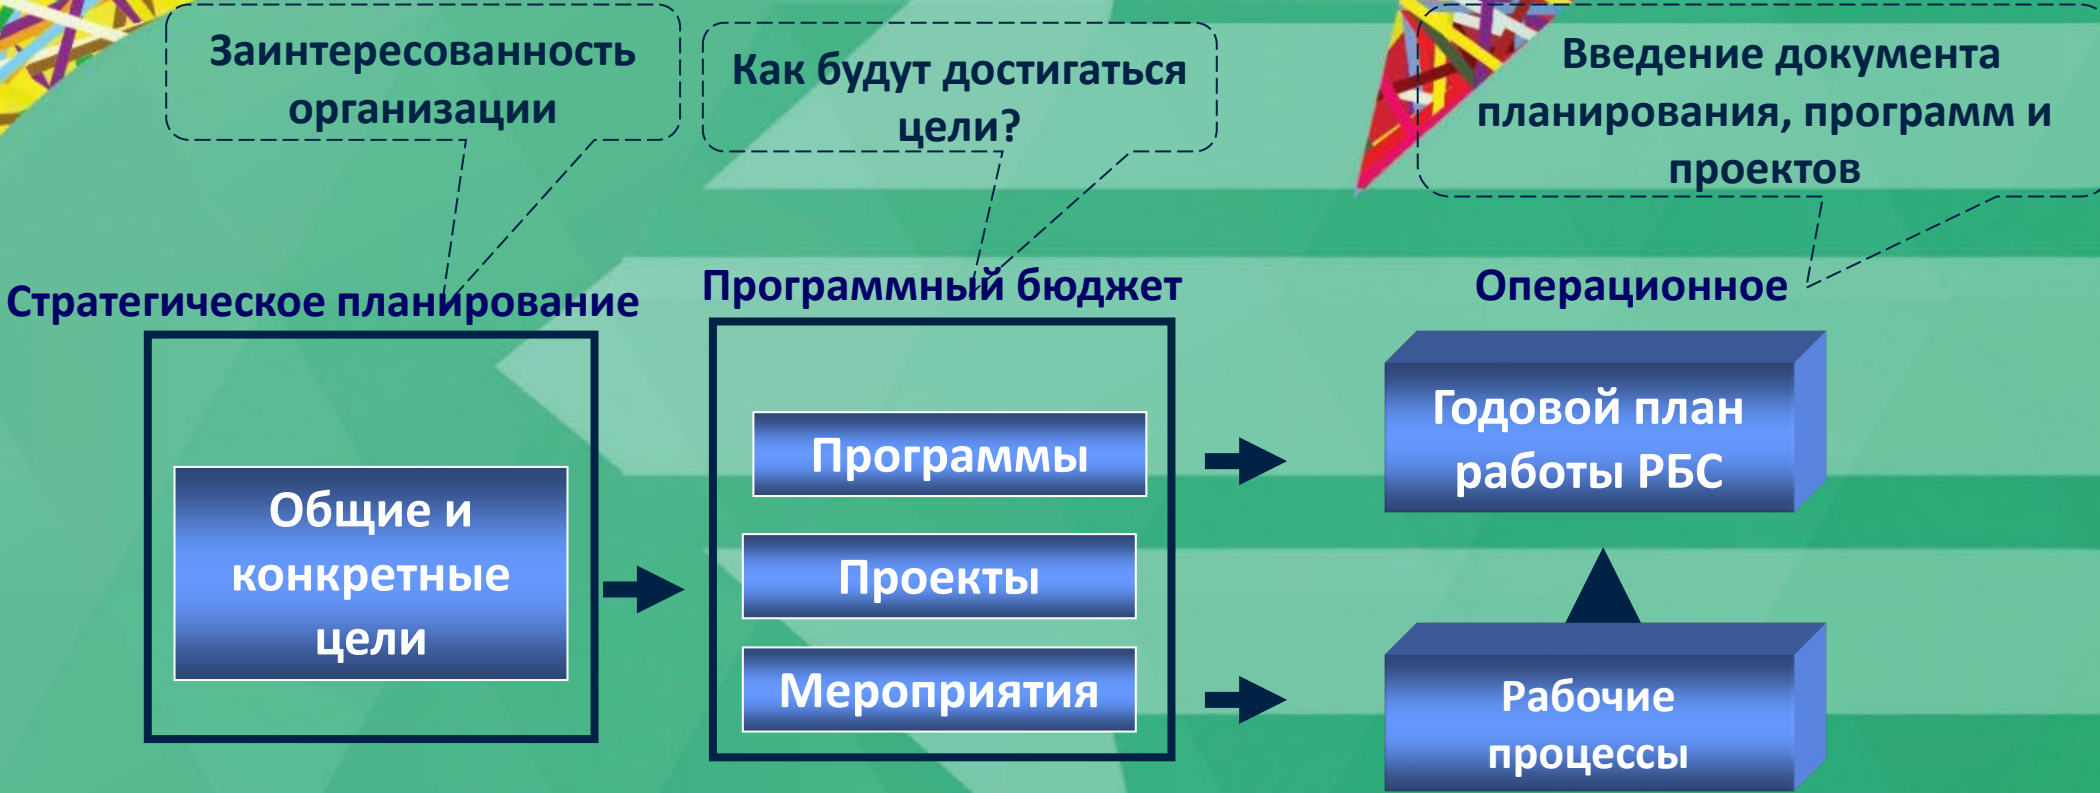 Заинтересованность
организации
Как будут достигаться
цели?
Введение документа
планирования, программ и
проектов
Стратегическое планирование
Программный бюджет
Операционное
Общие и
конкретные
цели
Программы
Проекты
Мероприятия
Годовой план
работы РБС
Рабочие
процессы